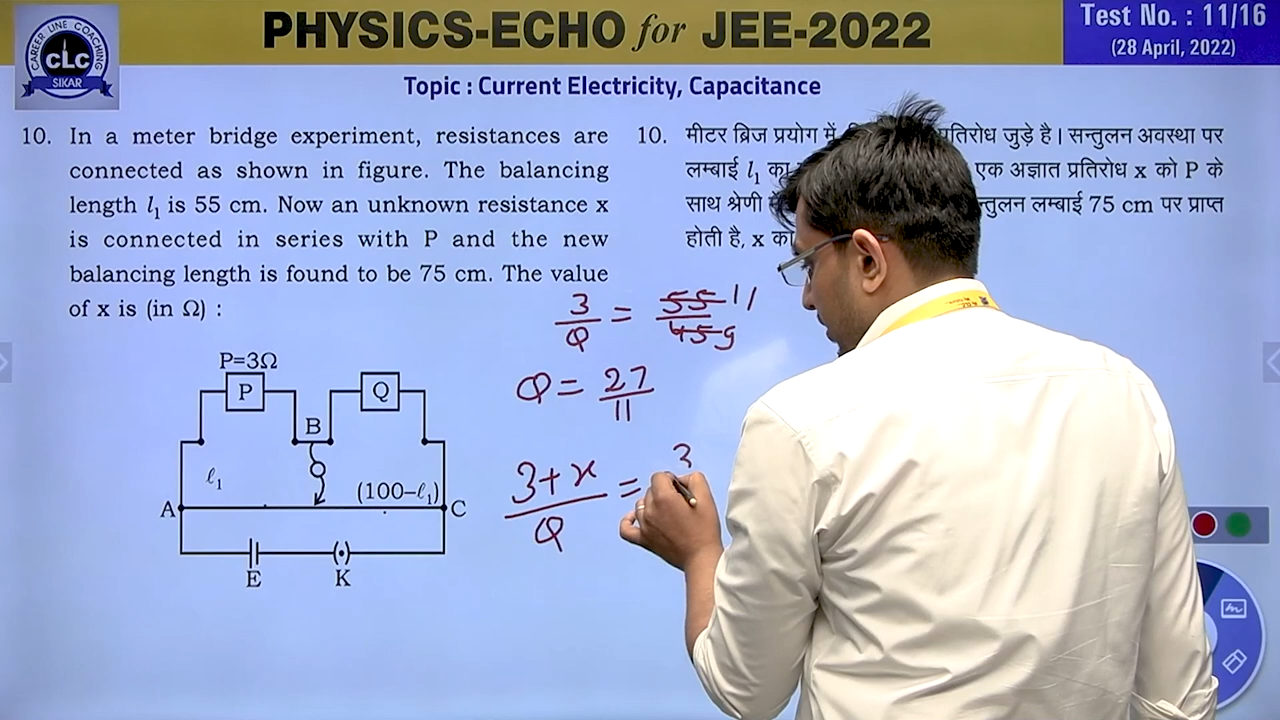 CAREER LINE COACHING
CLC
SIKAR
PHYSICS-ECHO for JEE-2022
Test No. : 11/16
(28 April, 2022)
Topic : Current Electricity, Capacitance
10. In a meter bridge experiment, resistances are
connected as shown in figure. The balancing
length l₁ is 55 cm. Now an unknown resistance x
is connected in series with P and the new
balancing length is found to be 75 cm. The value
of x is (in Ω) :
10. मीटर ब्रिज प्रयोग में प्रतिरोध जुड़े है। सन्तुलन अवस्था पर
लम्बाई l₁ का एक अज्ञात प्रतिरोध x को P के
साथ श्रेणी न्तुलन लम्बाई 75 cm पर प्राप्त
होती है, x का
3/Q = 55/45 11/9
Q = 27/11
3+x/Q = 3
P=3Ω
P
Q
B
ℓ₁
(100–ℓ₁)
A
C
E
K